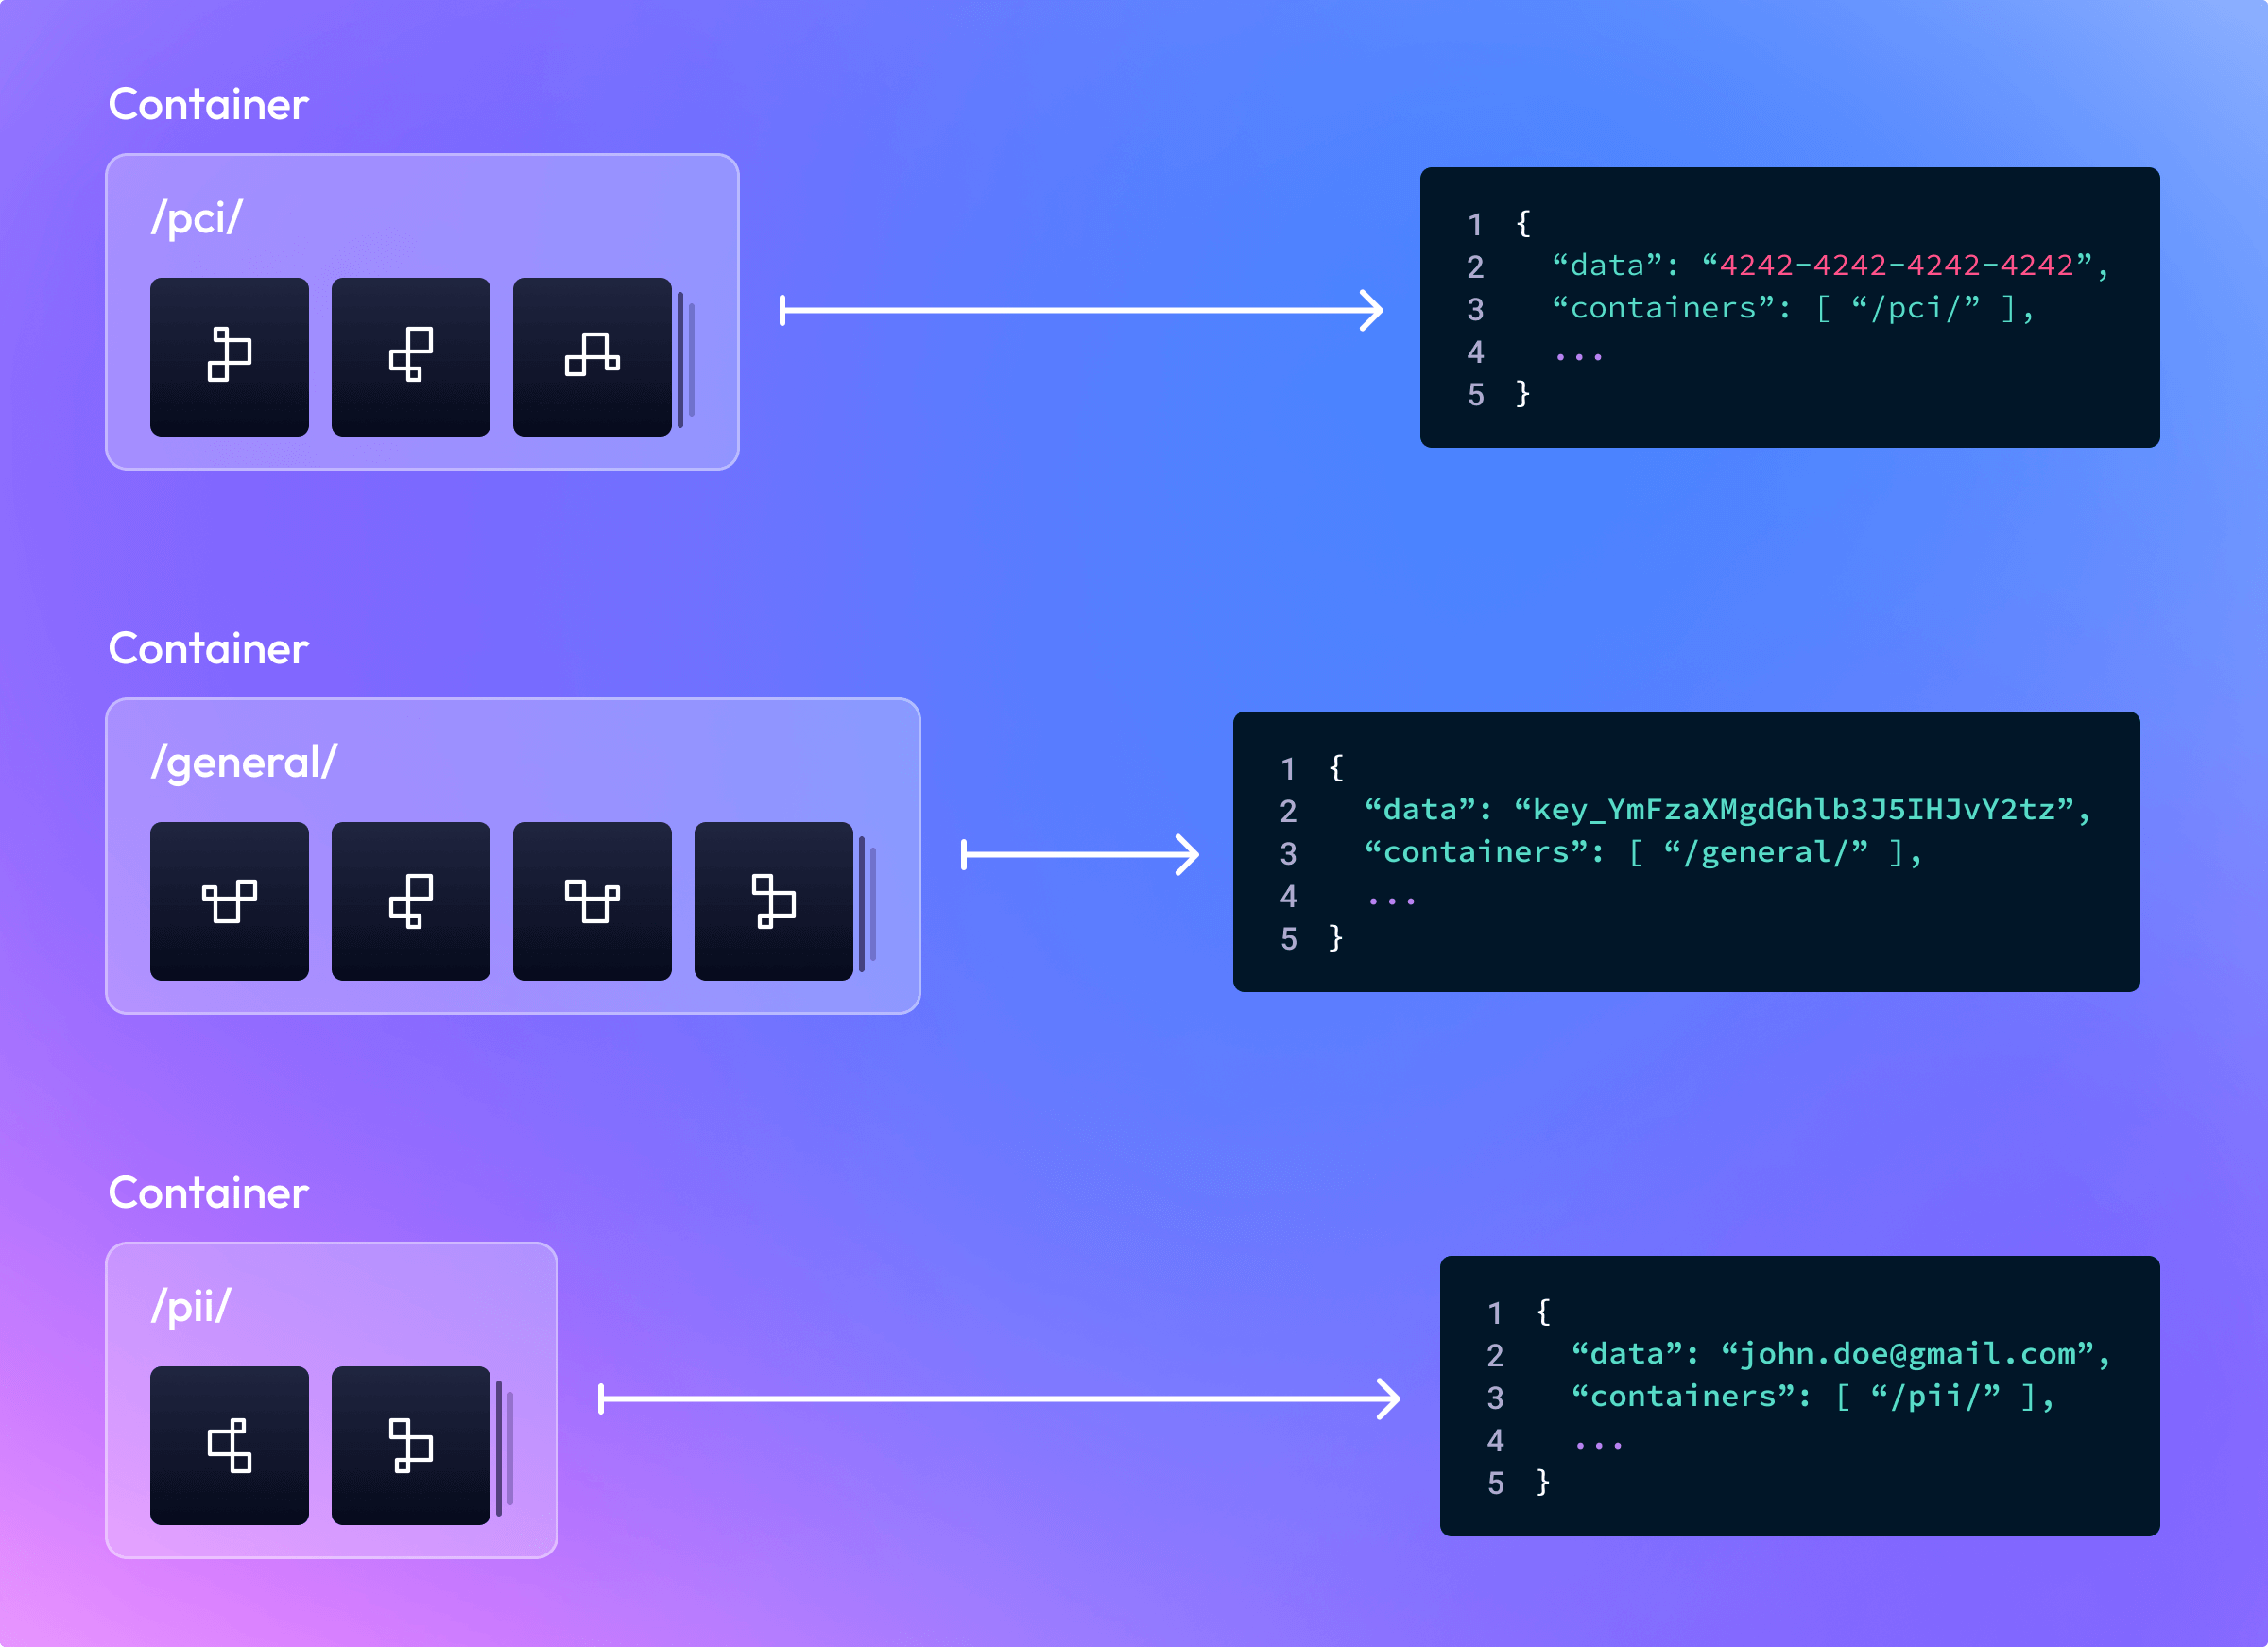 Container
/pci/
1 {
2 “data”: “4242-4242-4242-4242”,
3 “containers”: [ “/pci/” ],
4 ...
5 }
Container
/general/
1 {
2 “data”: “key_YmFzaXMgdGhlb3J5IHJvY2tz”,
3 “containers”: [ “/general/” ],
4 ...
5 }
Container
/pii/
1 {
2 “data”: “john.doe@gmail.com”,
3 “containers”: [ “/pii/” ],
4 ...
5 }